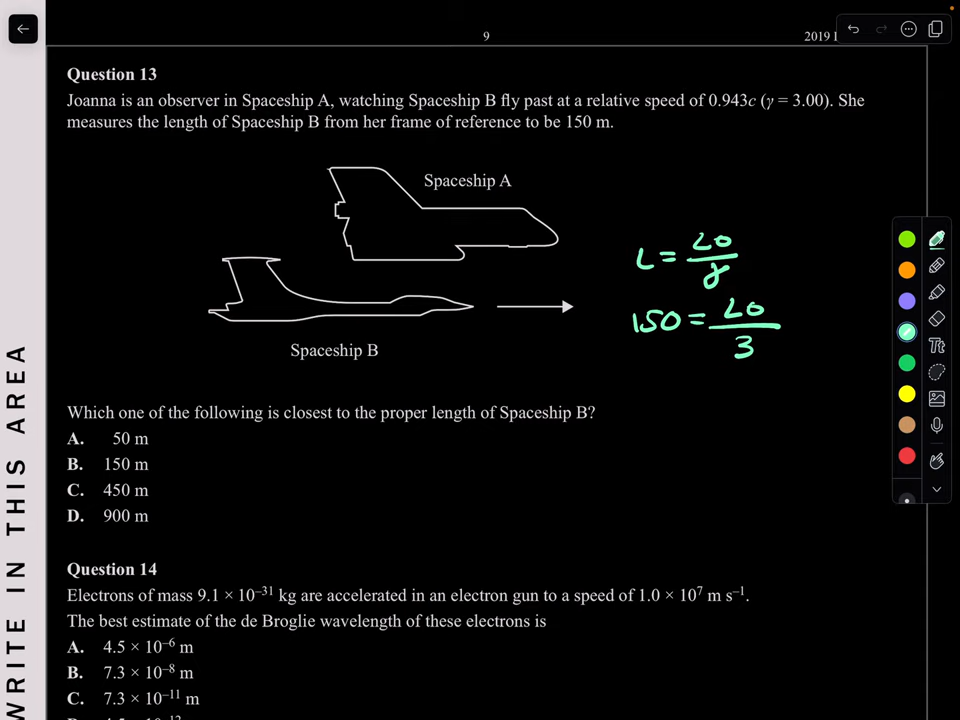 9
2019
Question 13
Joanna is an observer in Spaceship A, watching Spaceship B fly past at a relative speed of 0.943c (γ = 3.00). She
measures the length of Spaceship B from her frame of reference to be 150 m.
Spaceship A
L = L0/γ
150 = L0/3
Spaceship B
Which one of the following is closest to the proper length of Spaceship B?
A. 50 m
B. 150 m
C. 450 m
D. 900 m
Question 14
Electrons of mass 9.1 × 10⁻³¹ kg are accelerated in an electron gun to a speed of 1.0 × 10⁷ m s⁻¹.
The best estimate of the de Broglie wavelength of these electrons is
A. 4.5 × 10⁻⁶ m
B. 7.3 × 10⁻⁸ m
C. 7.3 × 10⁻¹¹ m
WRITE IN THIS AREA
Tt